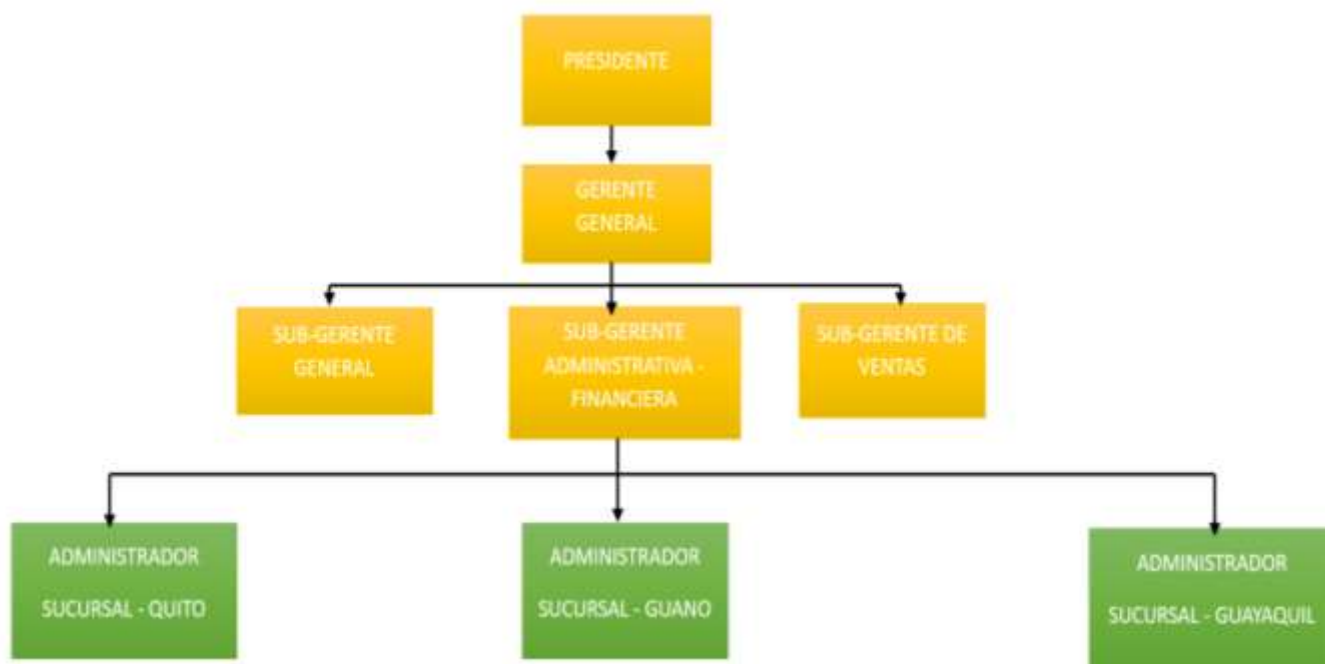 PRESIDENTE
GERENTE
GENERAL
SUB-GERENTE
GENERAL
SUB-GERENTE
ADMINISTRATIVA -
FINANCIERA
SUB-GERENTE DE
VENTAS
ADMINISTRADOR
SUCURSAL - QUITO
ADMINISTRADOR
SUCURSAL - GUANO
ADMINISTRADOR
SUCURSAL - GUAYAQUIL